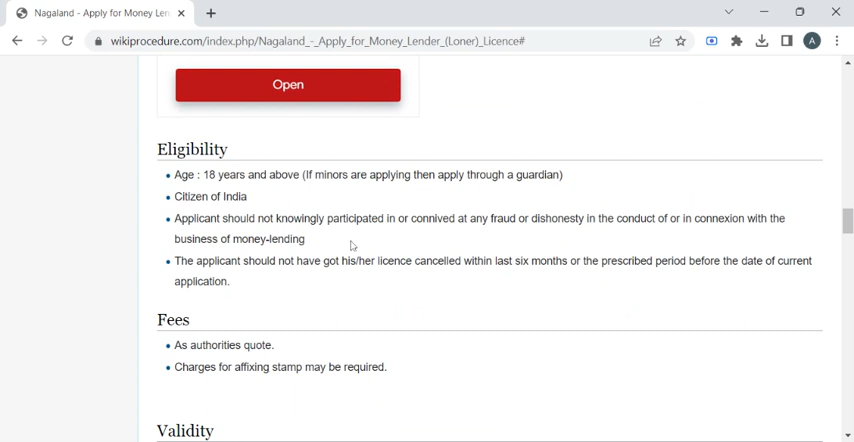 Nagaland - Apply for Money Len
wikiprocedure.com/index.php/Nagaland_-_Apply_for_Money_Lender_(Loner)_Licence#
A
Open
Eligibility
Age : 18 years and above (If minors are applying then apply through a guardian)
Citizen of India
Applicant should not knowingly participated in or connived at any fraud or dishonesty in the conduct of or in connexion with the
business of money-lending
The applicant should not have got his/her licence cancelled within last six months or the prescribed period before the date of current
application.
Fees
As authorities quote.
Charges for affixing stamp may be required.
Validity